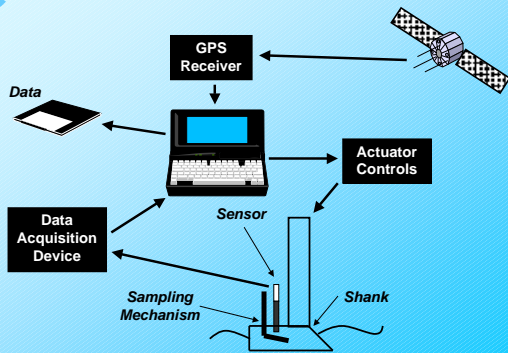 GPS
Receiver
Data
Actuator
Controls
Data
Acquisition
Device
Sensor
Sampling
Mechanism
Shank